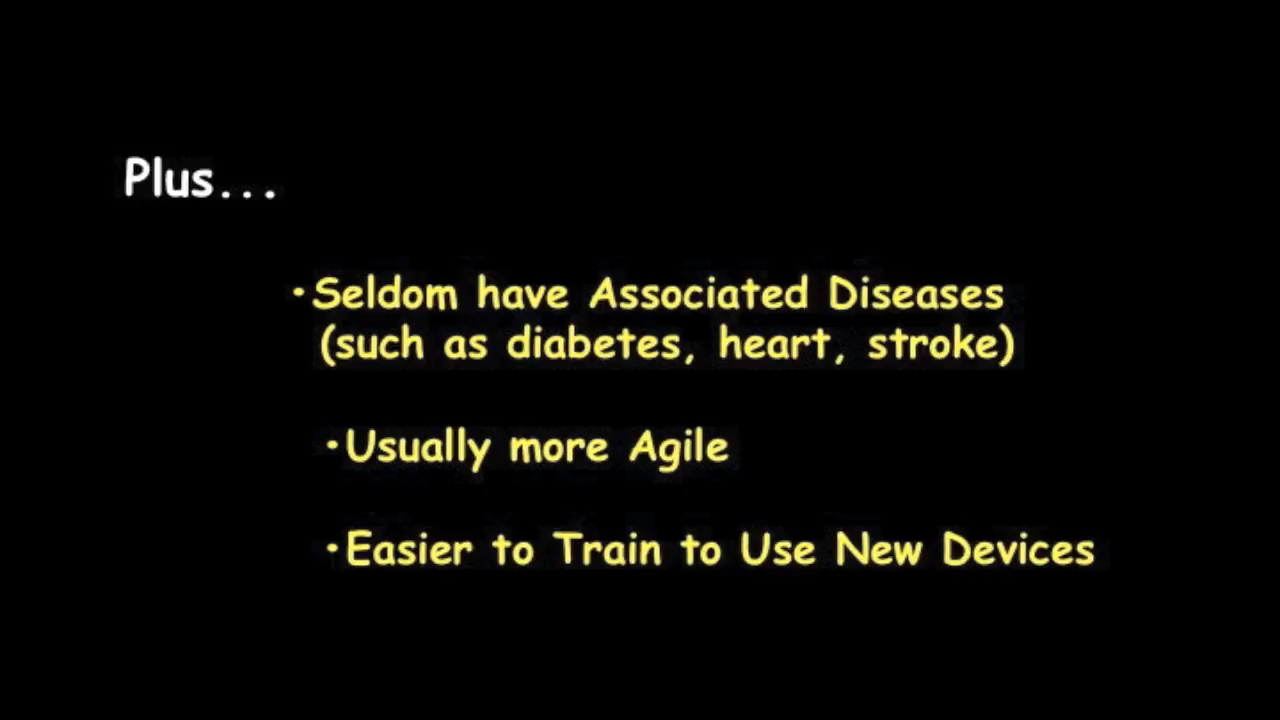 Plus...
•Seldom have Associated Diseases
(such as diabetes, heart, stroke)
•Usually more Agile
•Easier to Train to Use New Devices